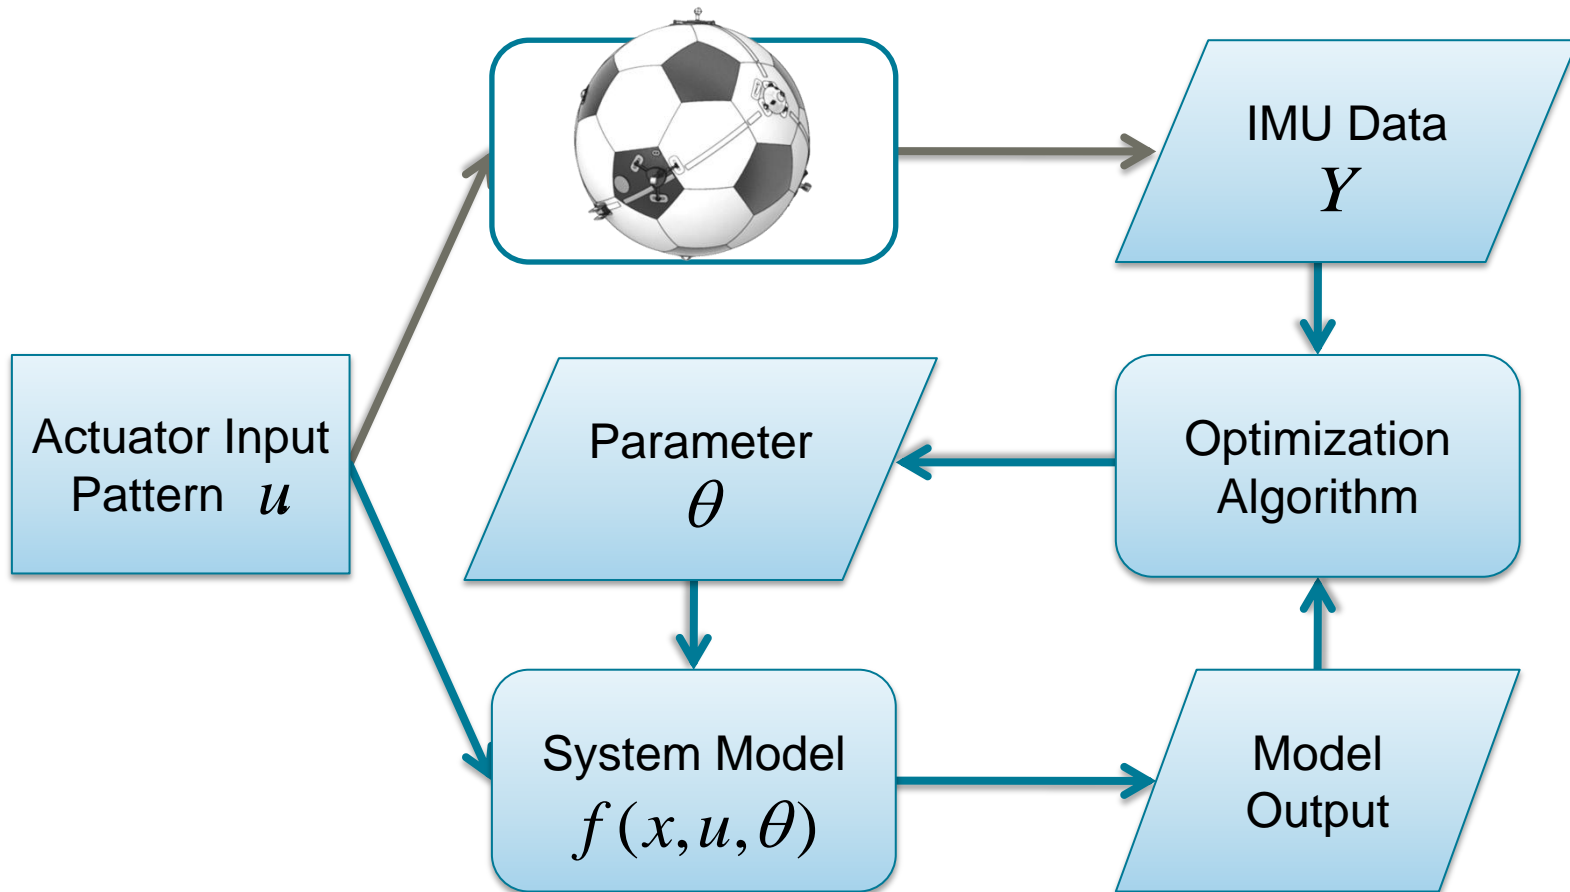 IMU Data
Y
Actuator Input
Pattern u
Parameter
θ
Optimization
Algorithm
System Model
f(x,u,θ)
Model
Output